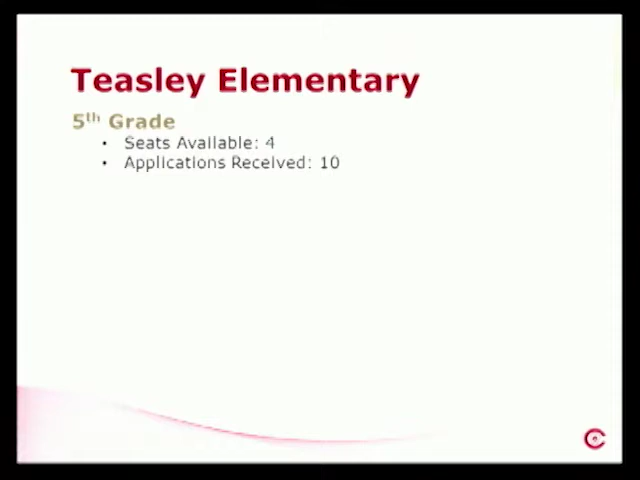 Teasley Elementary
5th Grade
• Seats Available: 4
• Applications Received: 10